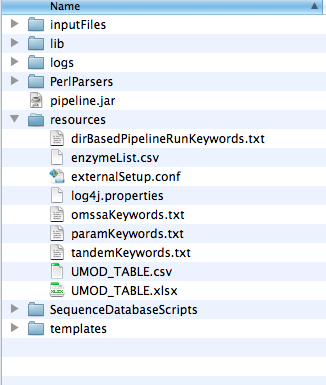 Name
inputFiles
lib
logs
PerlParsers
pipeline.jar
resources
dirBasedPipelineRunKeywords.txt
enzymeList.csv
externalSetup.conf
log4j.properties
omssaKeywords.txt
paramKeywords.txt
tandemKeywords.txt
UMOD_TABLE.csv
UMOD_TABLE.xlsx
SequenceDatabaseScripts
templates